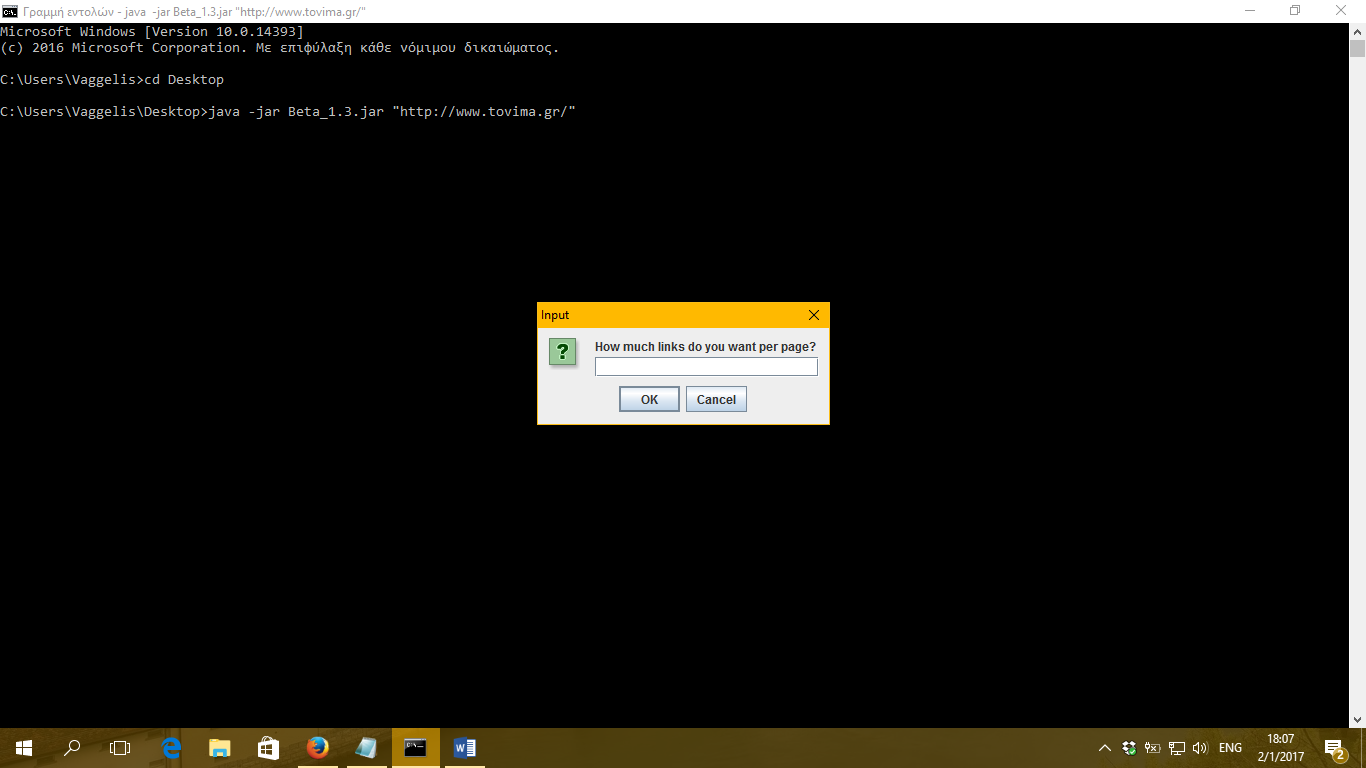 Γραμμή εντολών - java  -jar Beta_1.3.jar "http://www.tovima.gr/"
Microsoft Windows [Version 10.0.14393]
(c) 2016 Microsoft Corporation. Με επιφύλαξη κάθε νόμιμου δικαιώματος.
C:\Users\Vaggelis>cd Desktop
C:\Users\Vaggelis\Desktop>java -jar Beta_1.3.jar "http://www.tovima.gr/"
Input
How much links do you want per page?
OK Cancel
ENG
18:07
2/1/2017
2